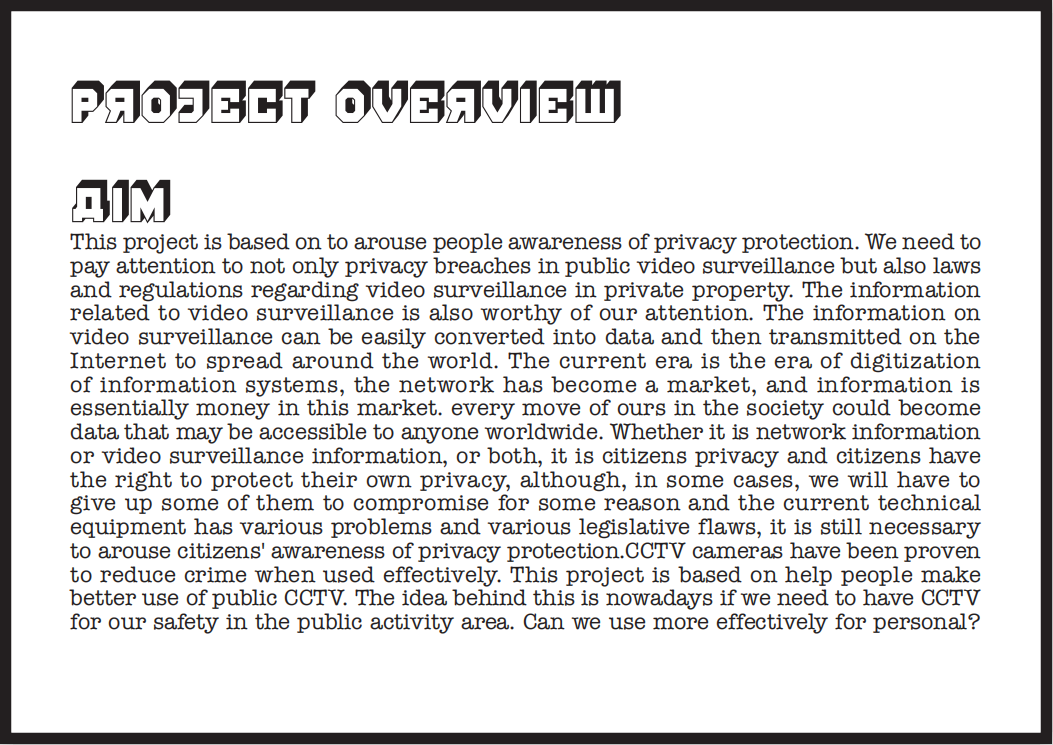 PROJECT OVERVIEW
AIM
This project is based on to arouse people awareness of privacy protection. We need to
pay attention to not only privacy breaches in public video surveillance but also laws
and regulations regarding video surveillance in private property. The information
related to video surveillance is also worthy of our attention. The information on
video surveillance can be easily converted into data and then transmitted on the
Internet to spread around the world. The current era is the era of digitization
of information systems, the network has become a market, and information is
essentially money in this market. every move of ours in the society could become
data that may be accessible to anyone worldwide. Whether it is network information
or video surveillance information, or both, it is citizens privacy and citizens have
the right to protect their own privacy, although, in some cases, we will have to
give up some of them to compromise for some reason and the current technical
equipment has various problems and various legislative flaws, it is still necessary
to arouse citizens' awareness of privacy protection.CCTV cameras have been proven
to reduce crime when used effectively. This project is based on help people make
better use of public CCTV. The idea behind this is nowadays if we need to have CCTV
for our safety in the public activity area. Can we use more effectively for personal?